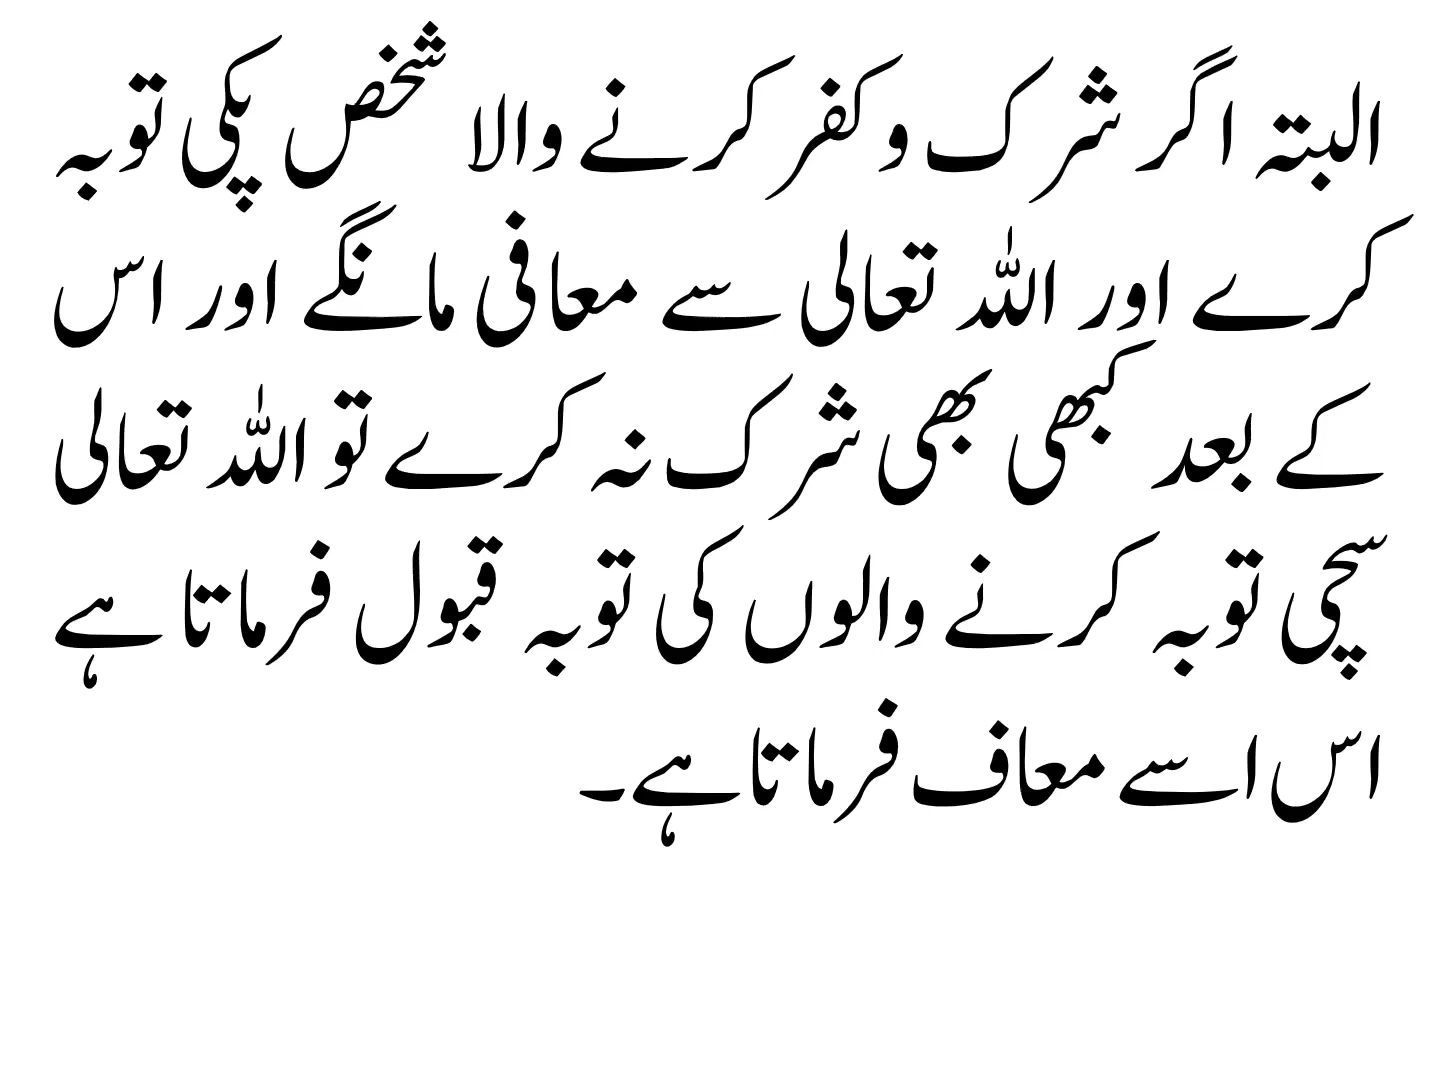 البتہ اگر شرک و کفر کرنے والا شخص پکی توبہ
کرے اور اللہ تعالی سے معافی مانگے اور اس
کے بعد کبھی بھی شرک نہ کرے تو اللہ تعالی
سچی توبہ کرنے والوں کی توبہ قبول فرماتا ہے
اس اسے معاف فرماتا ہے۔